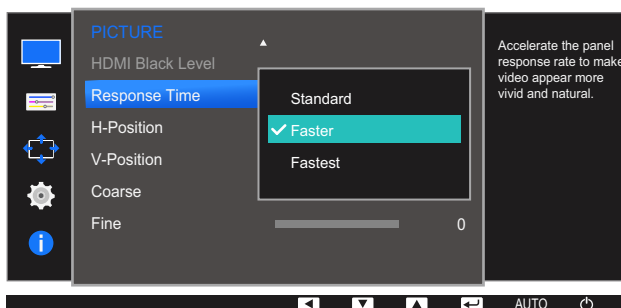 PICTURE
HDMI Black Level
Response Time
H-Position
V-Position
Coarse
Fine
0
Standard
Faster
Fastest
Accelerate the panel
response rate to make
video appear more
vivid and natural.
AUTO